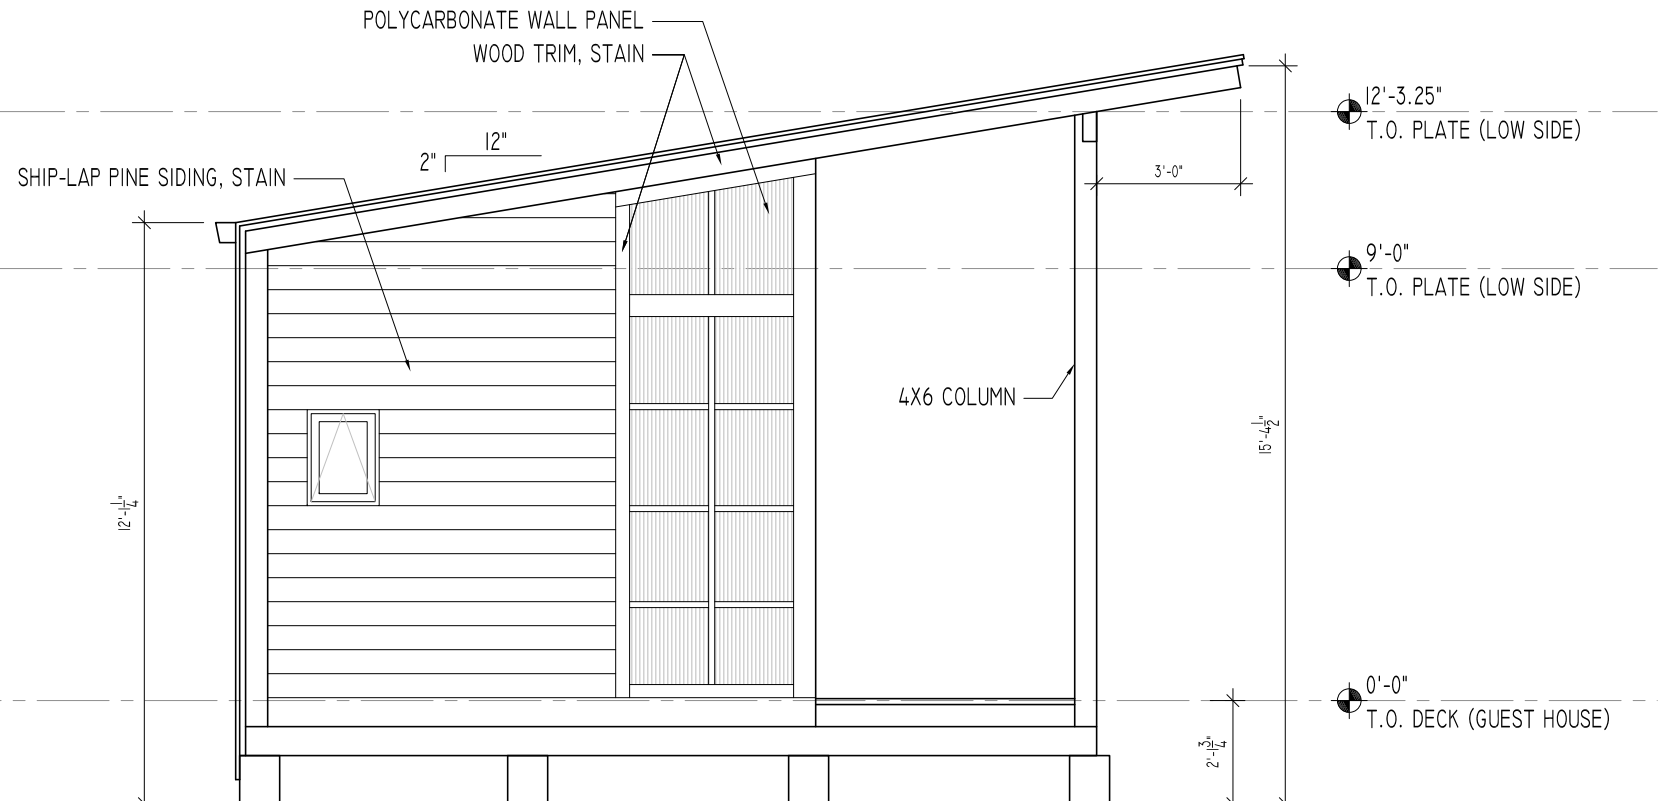 POLYCARBONATE WALL PANEL
WOOD TRIM, STAIN
12'-3.25"
T.O. PLATE (LOW SIDE)
12"
2"
SHIP-LAP PINE SIDING, STAIN
3'-0"
9'-0"
T.O. PLATE (LOW SIDE)
4X6 COLUMN
15'-4 1/2"
12'-1 1/4"
0'-0"
T.O. DECK (GUEST HOUSE)
2'-1 3/4"